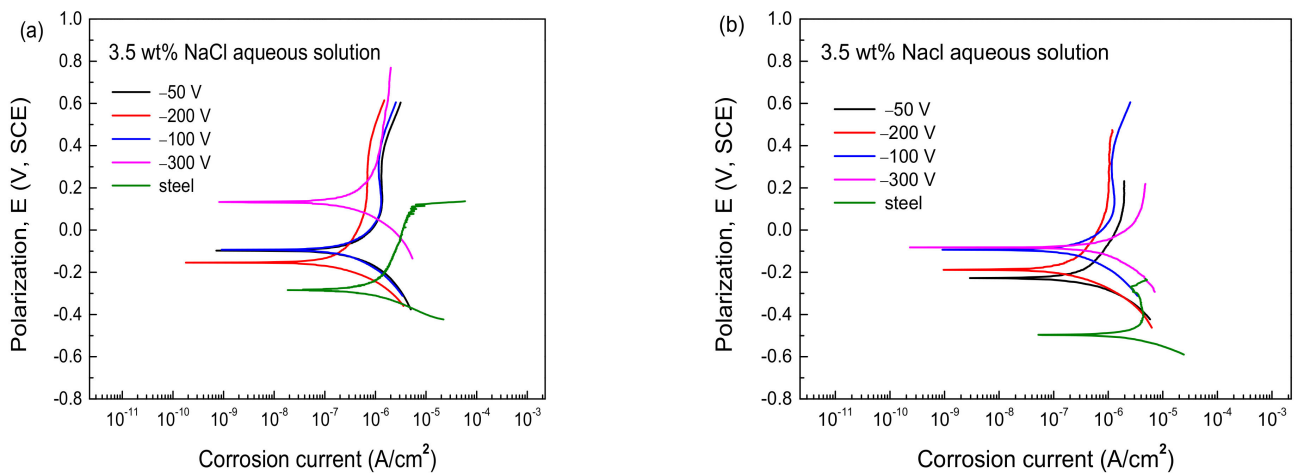 (a)
3.5 wt% NaCl aqueous solution
−50 V
−200 V
−100 V
−300 V
steel
1.0
0.8
0.6
0.4
0.2
0.0
-0.2
-0.4
-0.6
-0.8
Polarization, E (V, SCE)
10⁻¹¹ 10⁻¹⁰ 10⁻⁹ 10⁻⁸ 10⁻⁷ 10⁻⁶ 10⁻⁵ 10⁻⁴ 10⁻³
Corrosion current (A/cm²)
(b)
3.5 wt% Nacl aqueous solution
−50 V
−200 V
−100 V
−300 V
steel
1.0
0.8
0.6
0.4
0.2
0.0
-0.2
-0.4
-0.6
-0.8
Polarization, E (V, SCE)
10⁻¹¹ 10⁻¹⁰ 10⁻⁹ 10⁻⁸ 10⁻⁷ 10⁻⁶ 10⁻⁵ 10⁻⁴ 10⁻³
Corrosion current (A/cm²)